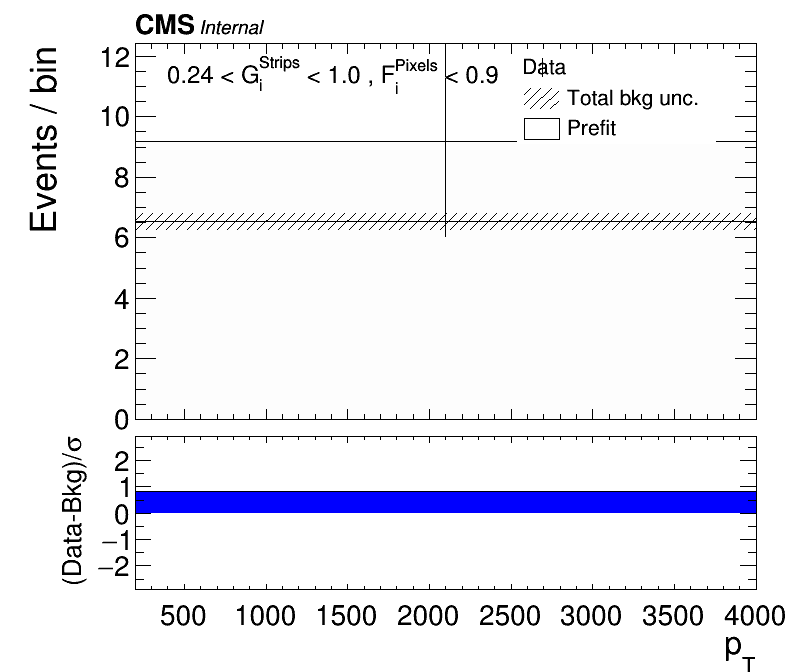 CMS Internal
Events / bin
0.24 < G_i^Strips < 1.0 , F_i^Pixels < 0.9
Data
Total bkg unc.
Prefit
12
10
8
6
4
2
0
(Data-Bkg)/σ
2
1
0
−1
−2
500 1000 1500 2000 2500 3000 3500 4000
p_T